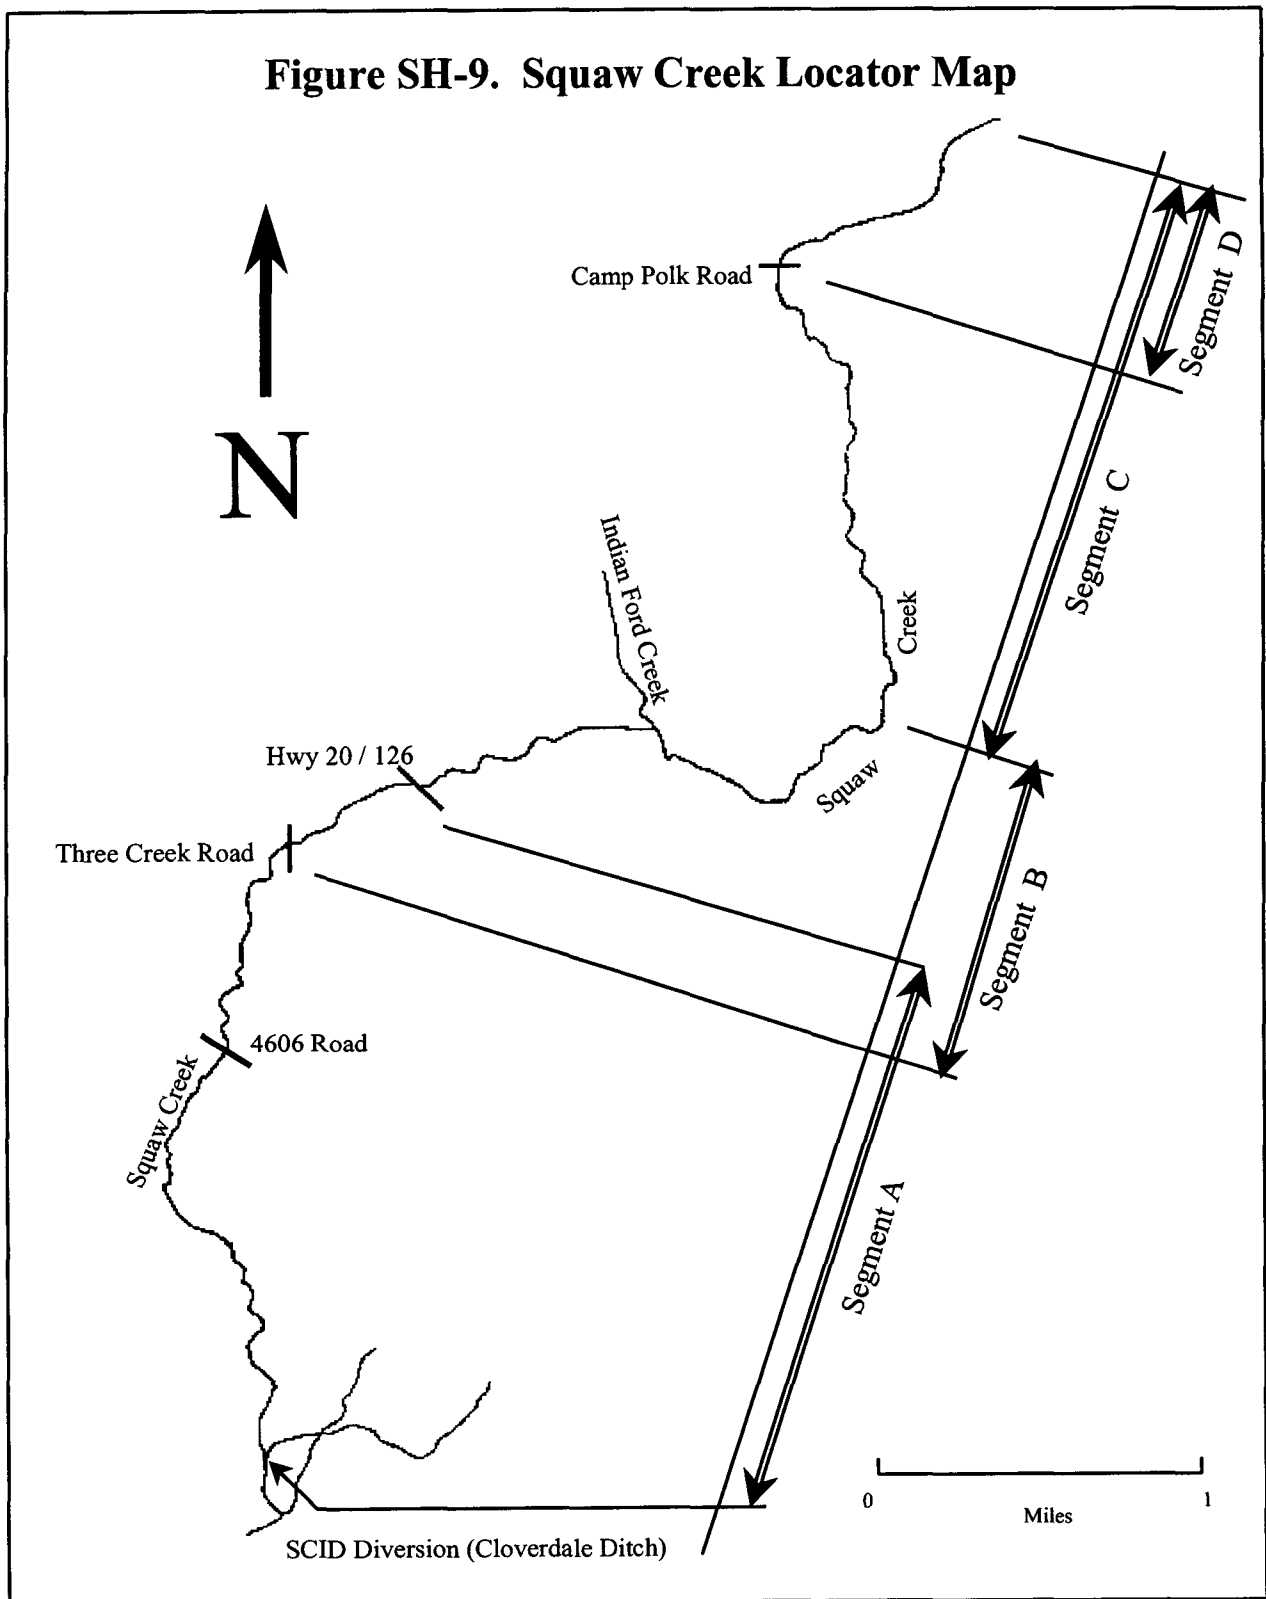 Figure SH-9. Squaw Creek Locator Map
Camp Polk Road
Segment D
N
Segment C
Indian Ford Creek
Creek
Hwy 20 / 126
Squaw
Three Creek Road
Segment B
4606 Road
Squaw Creek
Segment A
0
1
Miles
SCID Diversion (Cloverdale Ditch)